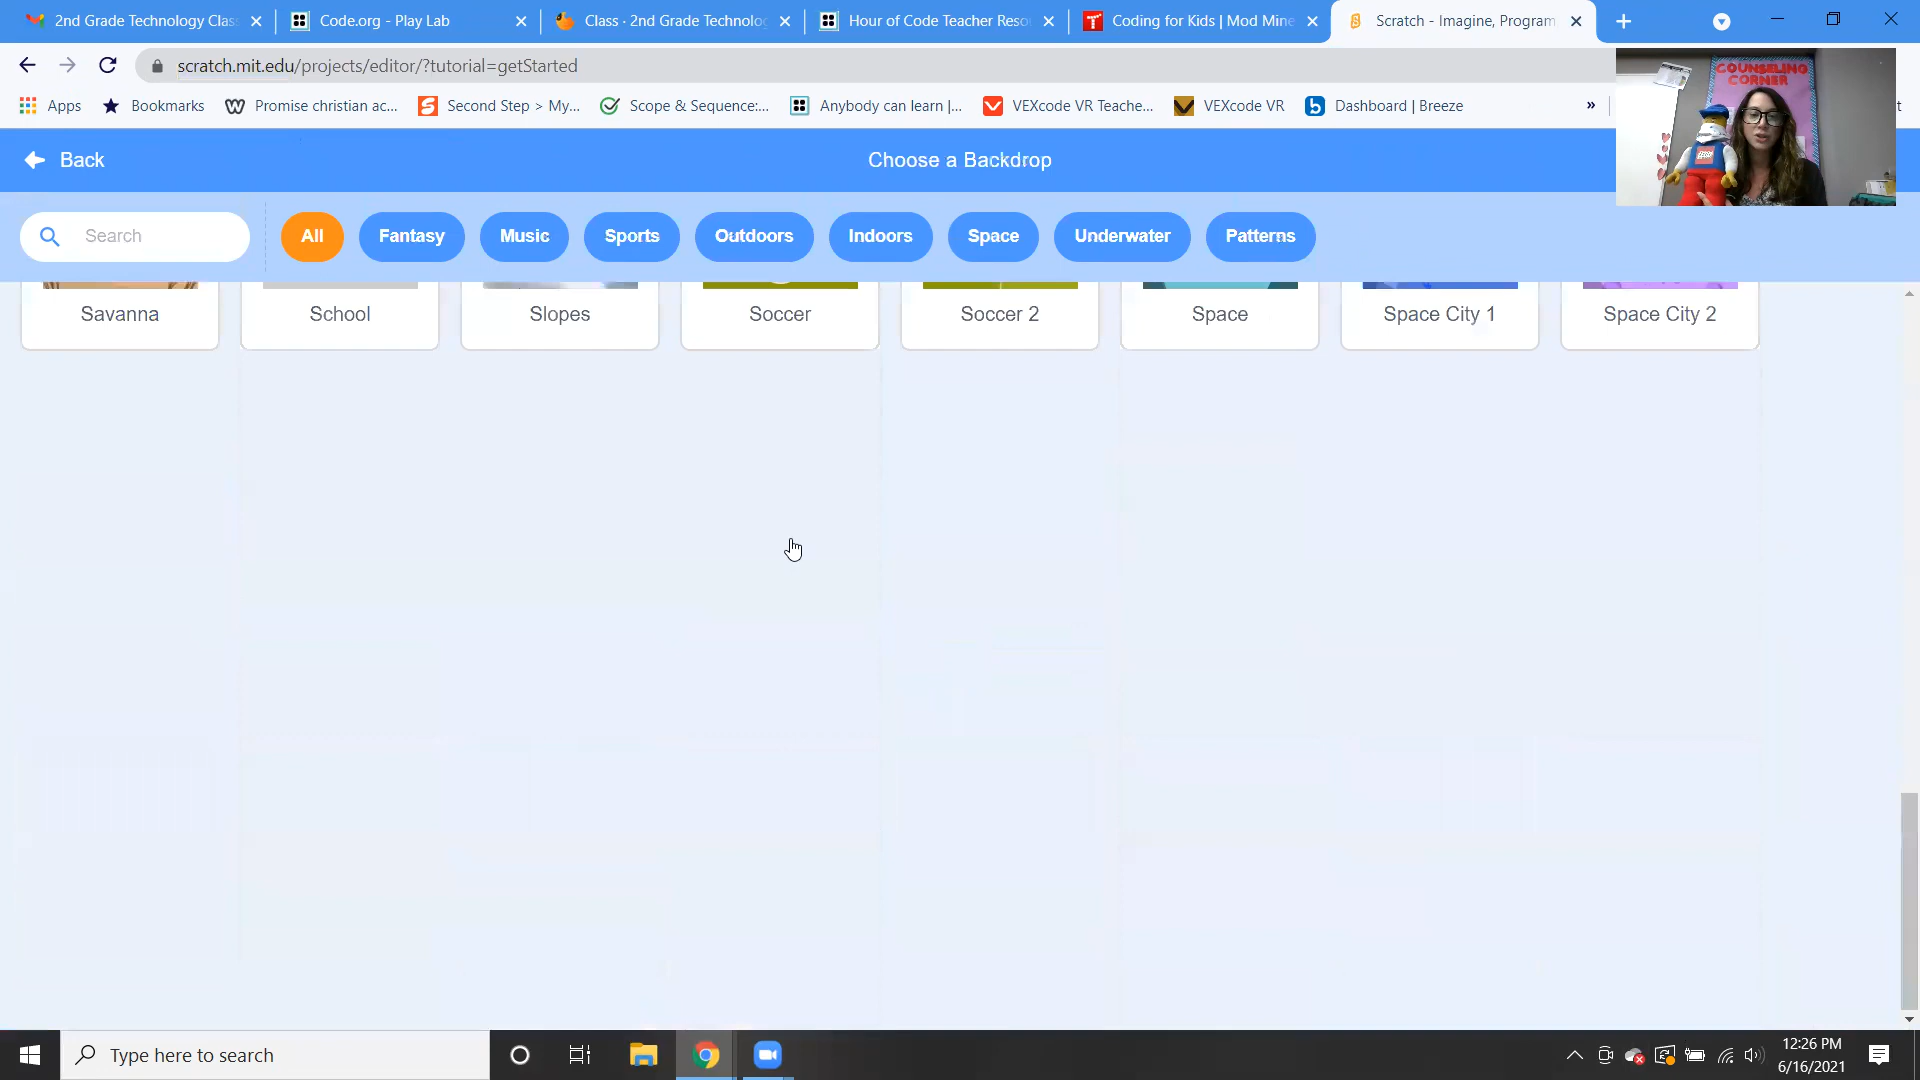 2nd Grade Technology Clas
Code.org - Play Lab
Class · 2nd Grade Technolog
Hour of Code Teacher Reso
Coding for Kids | Mod Mine
Scratch - Imagine, Program
scratch.mit.edu/projects/editor/?tutorial=getStarted
Apps
Bookmarks
Promise christian ac...
Second Step > My...
Scope & Sequence:...
Anybody can learn |...
VEXcode VR Teache...
VEXcode VR
Dashboard | Breeze
»
COUNSELING
CORNER
LEGO
Back
Choose a Backdrop
Search
All
Fantasy
Music
Sports
Outdoors
Indoors
Space
Underwater
Patterns
Savanna
School
Slopes
Soccer
Soccer 2
Space
Space City 1
Space City 2
Type here to search
12:26 PM
6/16/2021